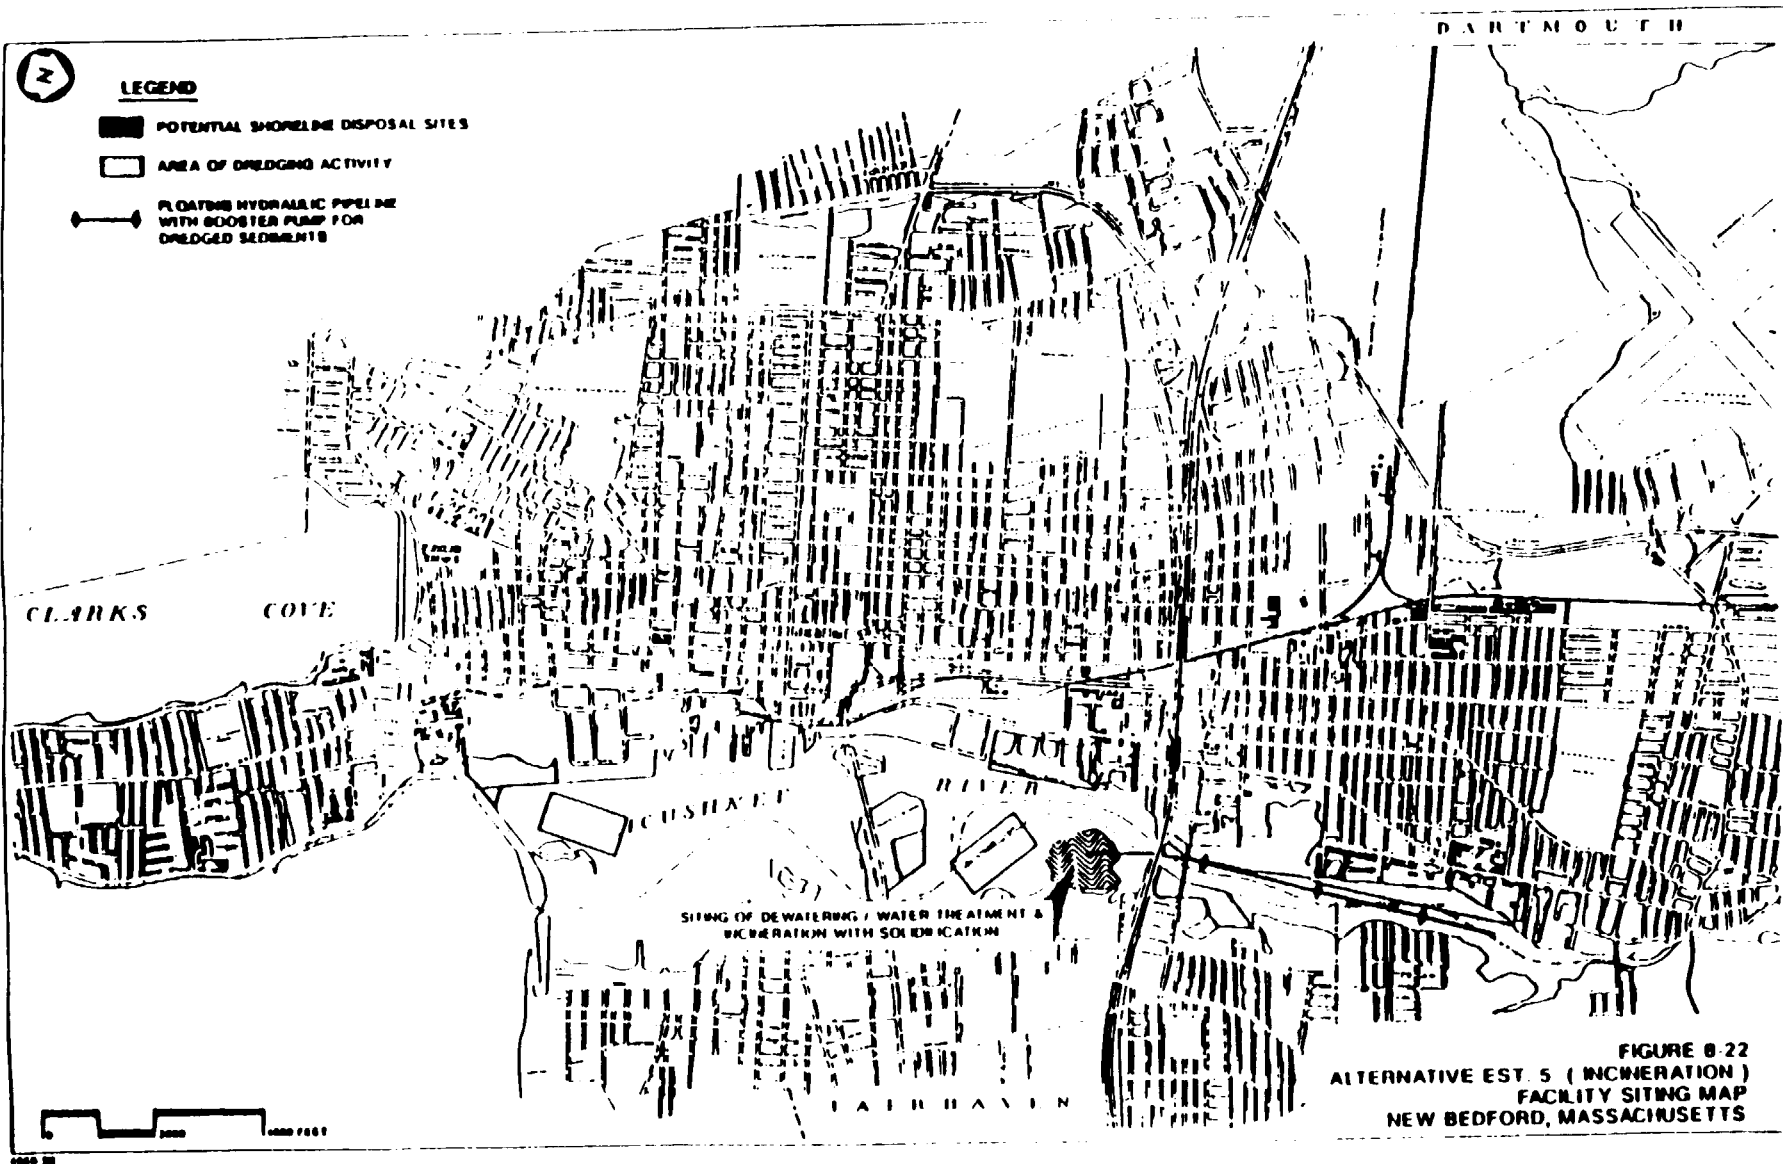 DARTMOUTH
N
LEGEND
POTENTIAL SHORELINE DISPOSAL SITES
AREA OF DREDGING ACTIVITY
FLOATING HYDRAULIC PIPELINE
WITH BOOSTER PUMP FOR
DREDGED SEDIMENTS
CLARKS COVE
RIVER
SITING OF DEWATERING / WATER TREATMENT &
INCINERATION WITH SOLIDIFICATION
FAIRHAVEN
FIGURE 8-22
ALTERNATIVE EST. 5 ( INCINERATION )
FACILITY SITING MAP
NEW BEDFORD, MASSACHUSETTS
0
FEET